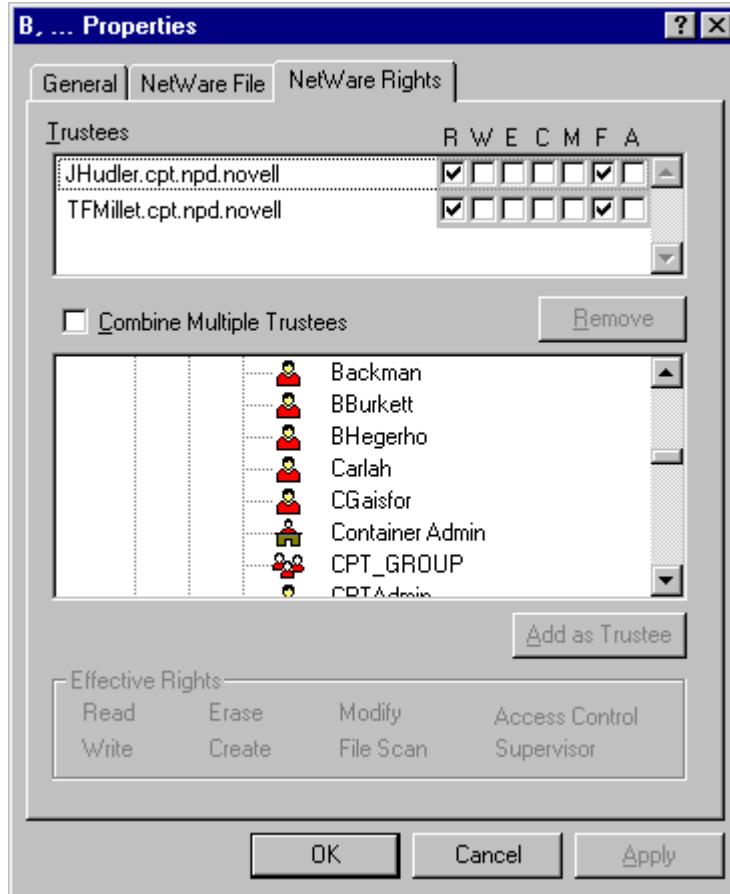 B, ... Properties
General NetWare File NetWare Rights
Trustees R W E C M F A
JHudler.cpt.npd.novell
TFMillet.cpt.npd.novell
Combine Multiple Trustees Remove
Backman
BBurkett
BHegerho
Carlah
CGaisfor
Container Admin
CPT_GROUP
CPTAdmin
Add as Trustee
Effective Rights
Read Erase Modify Access Control
Write Create File Scan Supervisor
OK Cancel Apply